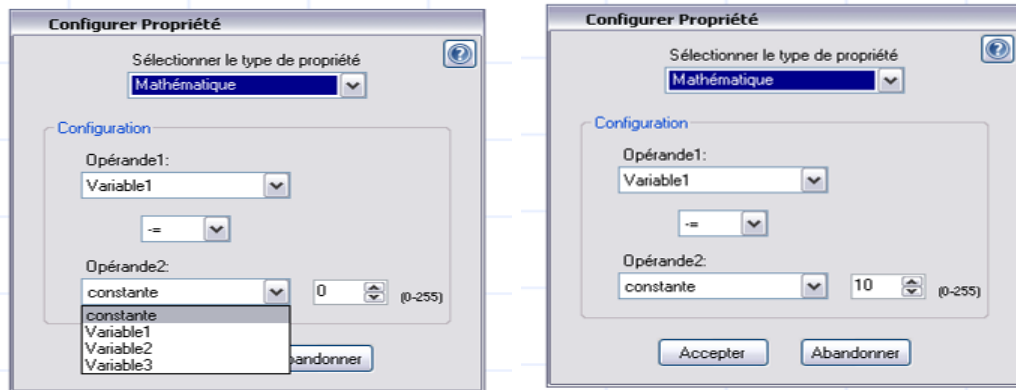 Configurer Propriété
Sélectionner le type de propriété
Mathématique
Configuration
Opérande1:
Variable1
-=
Opérande2:
constante
0
(0-255)
constante
Variable1
Variable2
Variable3
bandonner
Configurer Propriété
Sélectionner le type de propriété
Mathématique
Configuration
Opérande1:
Variable1
-=
Opérande2:
constante
10
(0-255)
Accepter
Abandonner